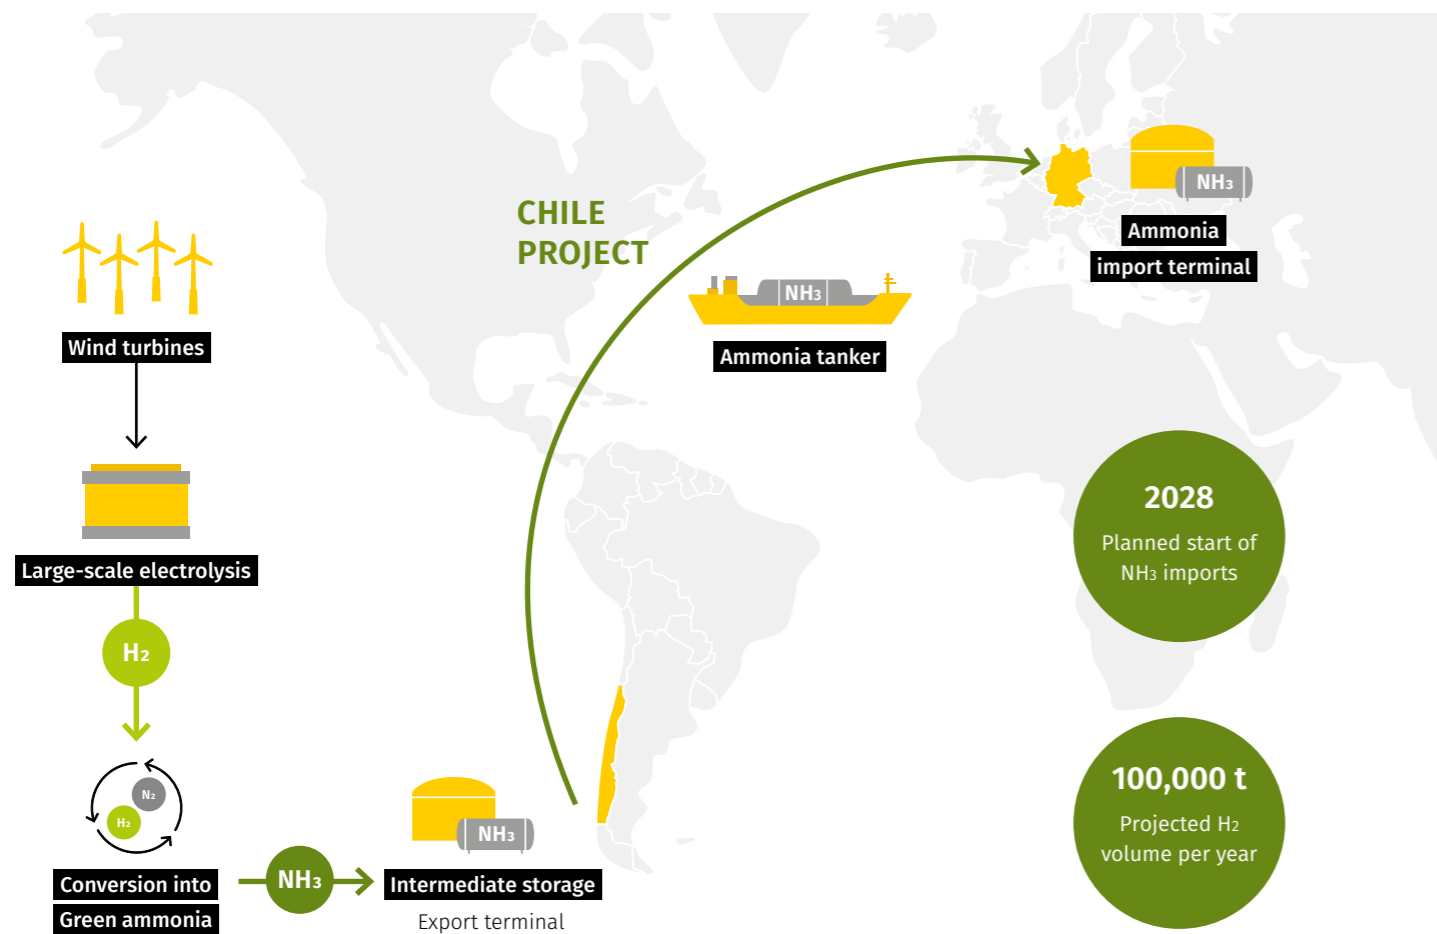 CHILE
PROJECT
Wind turbines
Large-scale electrolysis
H₂
N₂
H₂
Conversion into
Green ammonia
NH₃
NH₃
Intermediate storage
Export terminal
NH₃
Ammonia tanker
NH₃
Ammonia
import terminal
2028
Planned start of
NH₃ imports
100,000 t
Projected H₂
volume per year